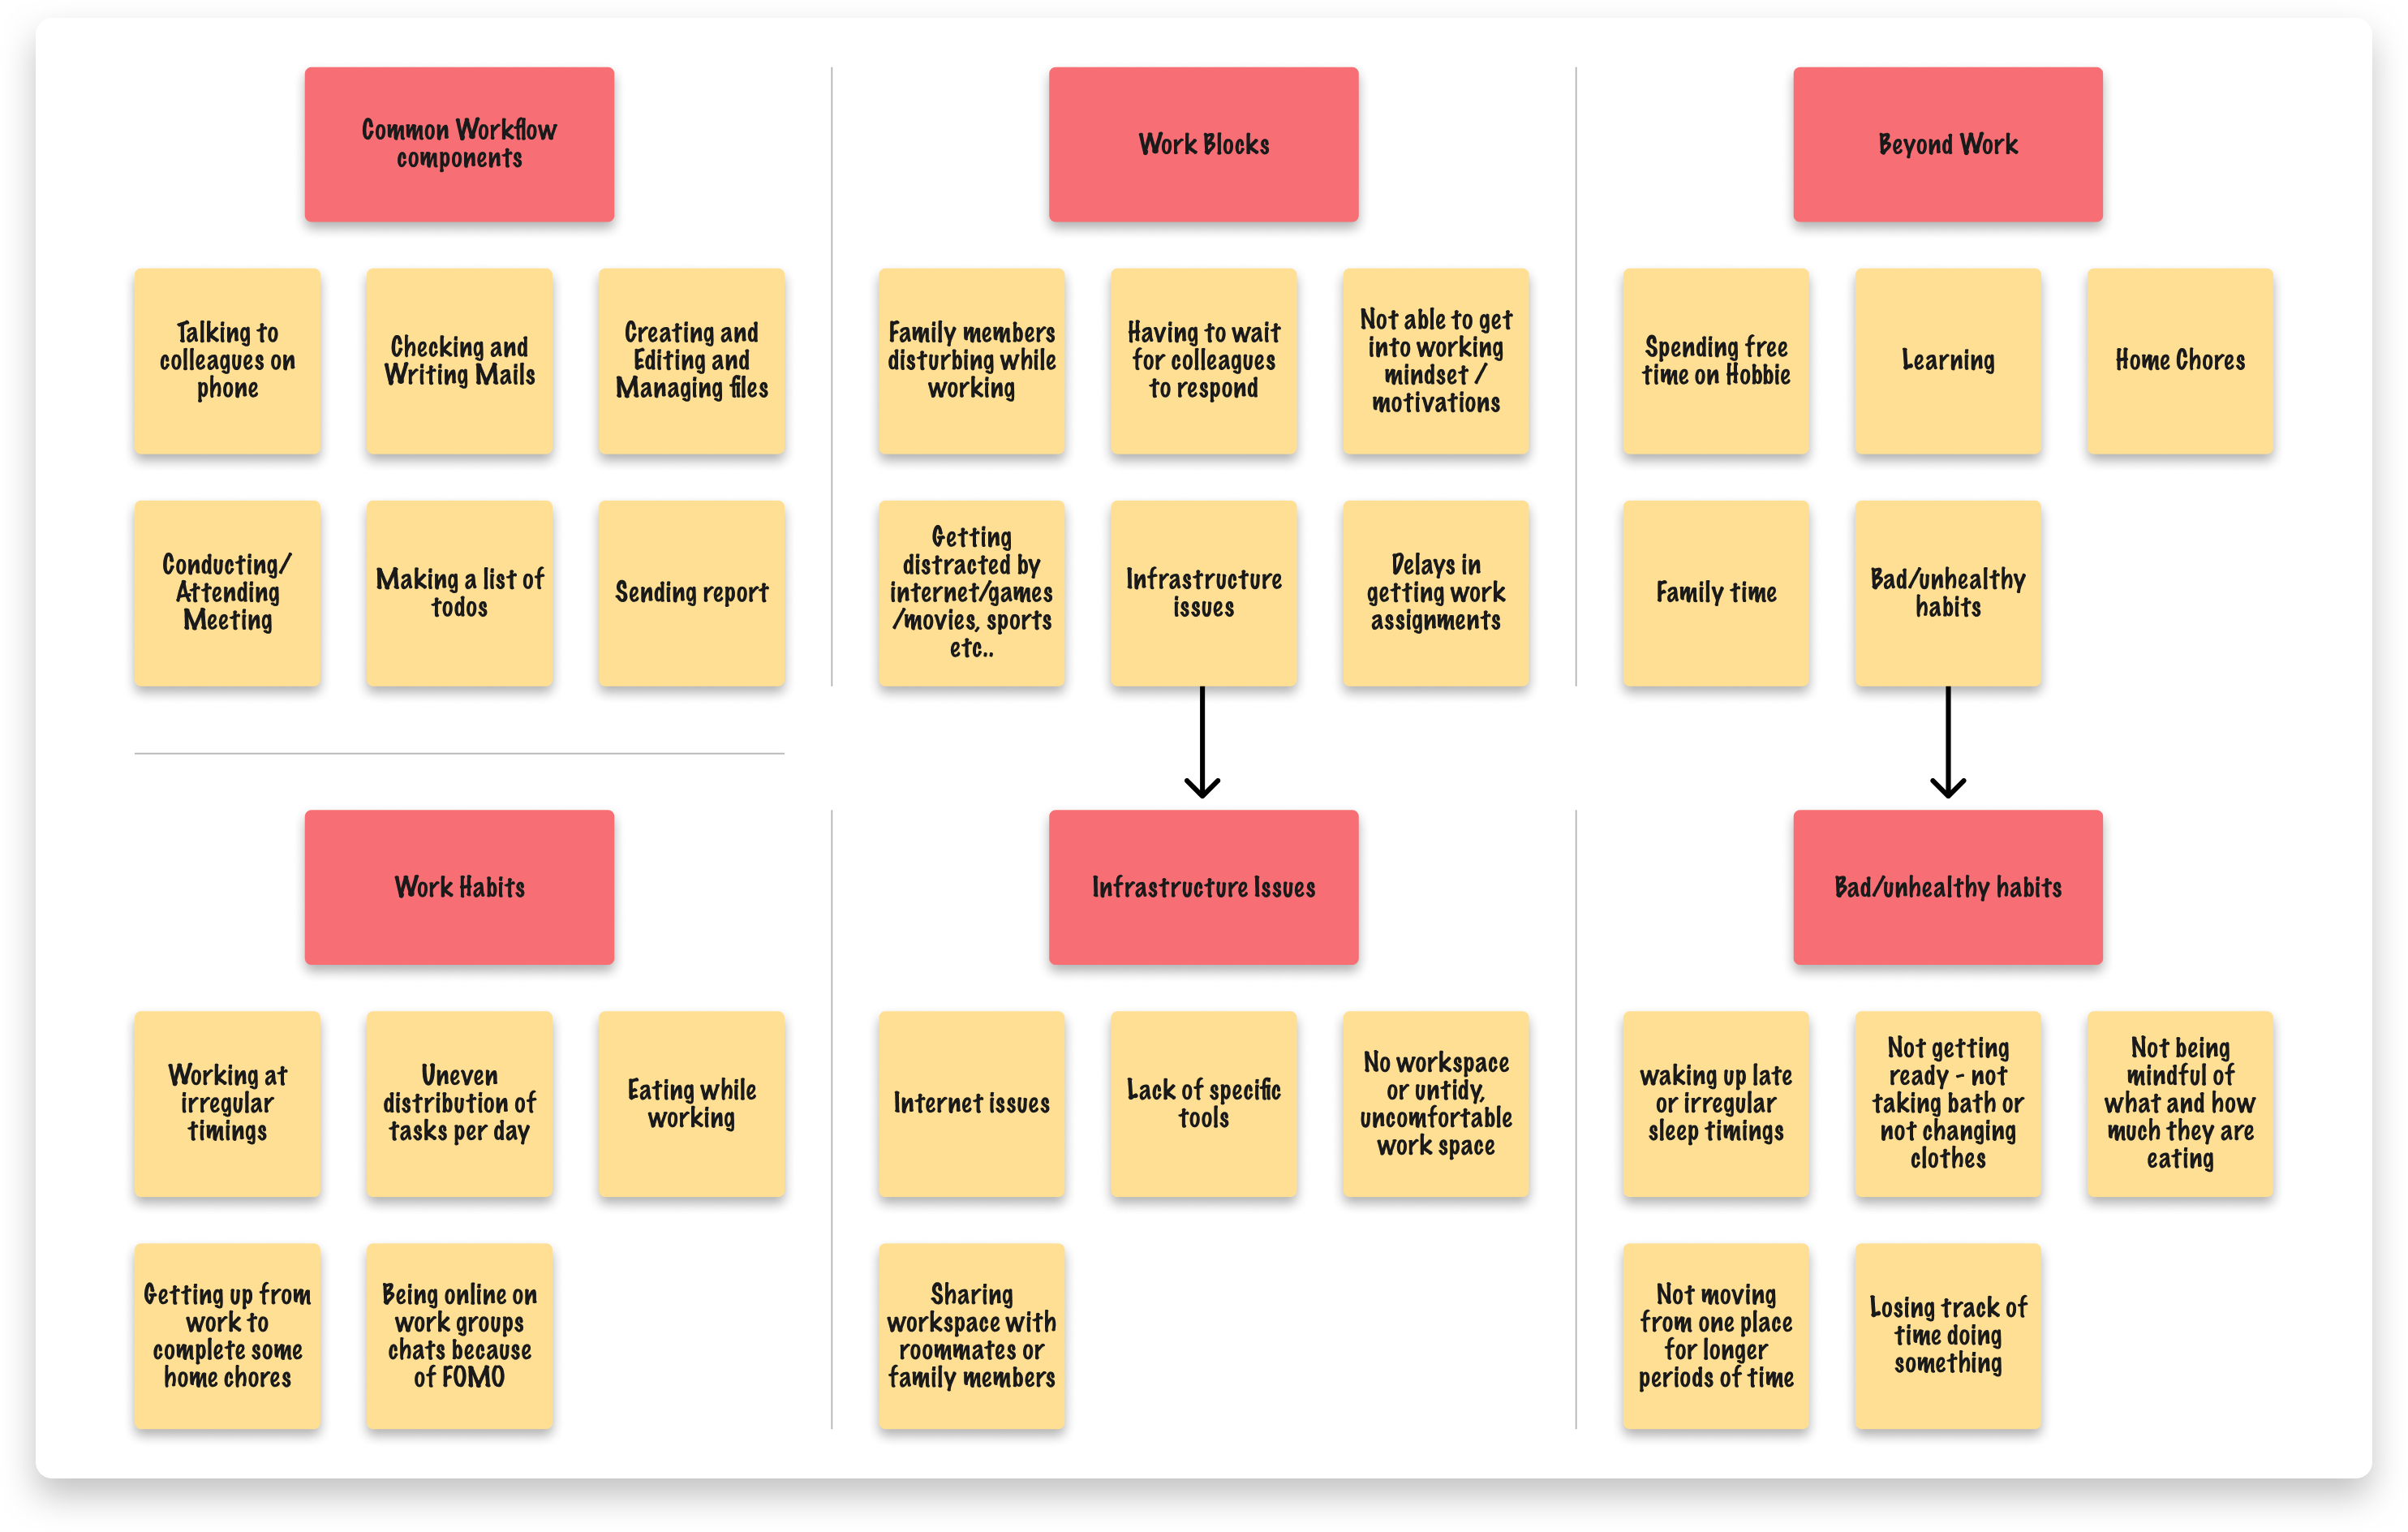 Common Workflow
components
Talking to
colleagues on
phone
Checking and
Writing Mails
Creating and
Editing and
Managing files
Conducting/
Attending
Meeting
Making a list of
todos
Sending report
Work Blocks
Family members
disturbing while
working
Having to wait
for colleagues
to respond
Not able to get
into working
mindset /
motivations
Getting
distracted by
internet/games
/movies, sports
etc..
Infrastructure
issues
Delays in
getting work
assignments
Beyond Work
Spending free
time on Hobbie
Learning
Home Chores
Family time
Bad/unhealthy
habits
Work Habits
Working at
irregular
timings
Uneven
distribution of
tasks per day
Eating while
working
Getting up from
work to
complete some
home chores
Being online on
work groups
chats because
of FOMO
Infrastructure Issues
Internet issues
Lack of specific
tools
No workspace
or untidy,
uncomfortable
work space
Sharing
workspace with
roommates or
family members
Bad/unhealthy habits
waking up late
or irregular
sleep timings
Not getting
ready - not
taking bath or
not changing
clothes
Not being
mindful of
what and how
much they are
eating
Not moving
from one place
for longer
periods of time
Losing track of
time doing
something